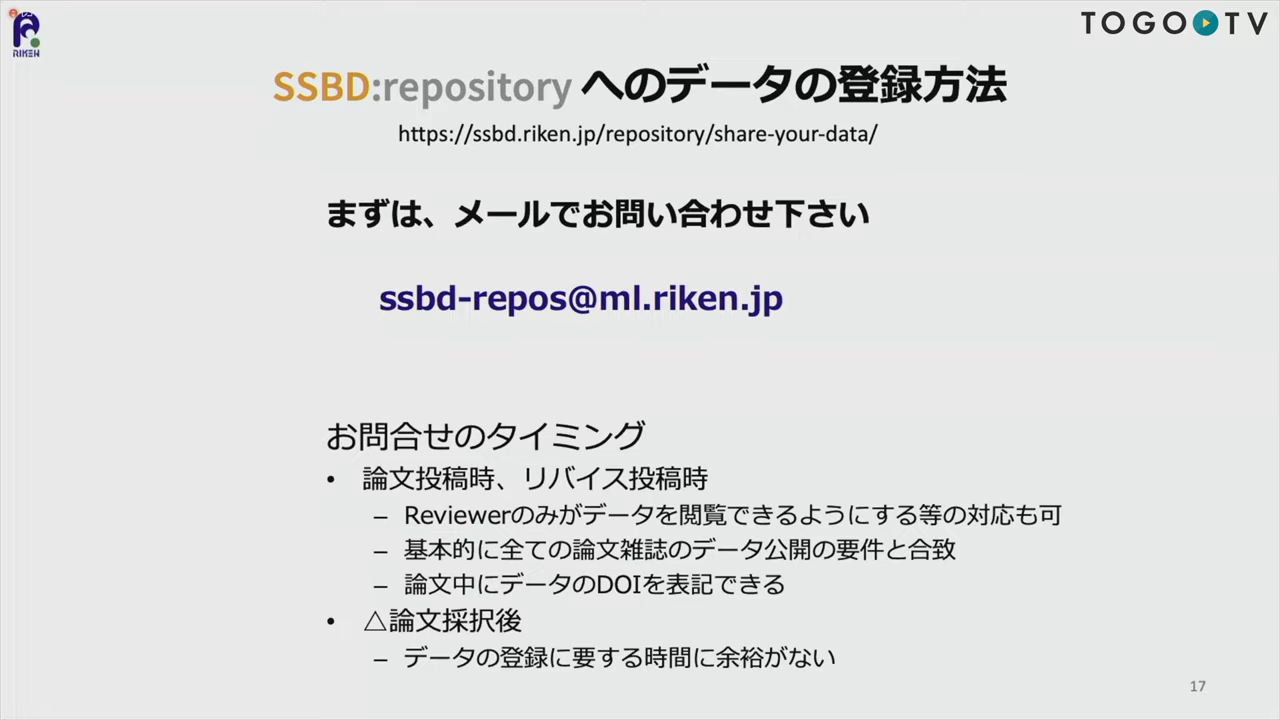 RIKEN
TOGO TV
SSBD:repository へのデータの登録方法
https://ssbd.riken.jp/repository/share-your-data/
まずは、メールでお問い合わせ下さい
ssbd-repos@ml.riken.jp
お問合せのタイミング
• 論文投稿時、リバイス投稿時
– Reviewerのみがデータを閲覧できるようにする等の対応も可
– 基本的に全ての論文雑誌のデータ公開の要件と合致
– 論文中にデータのDOIを表記できる
• △論文採択後
– データの登録に要する時間に余裕がない
17